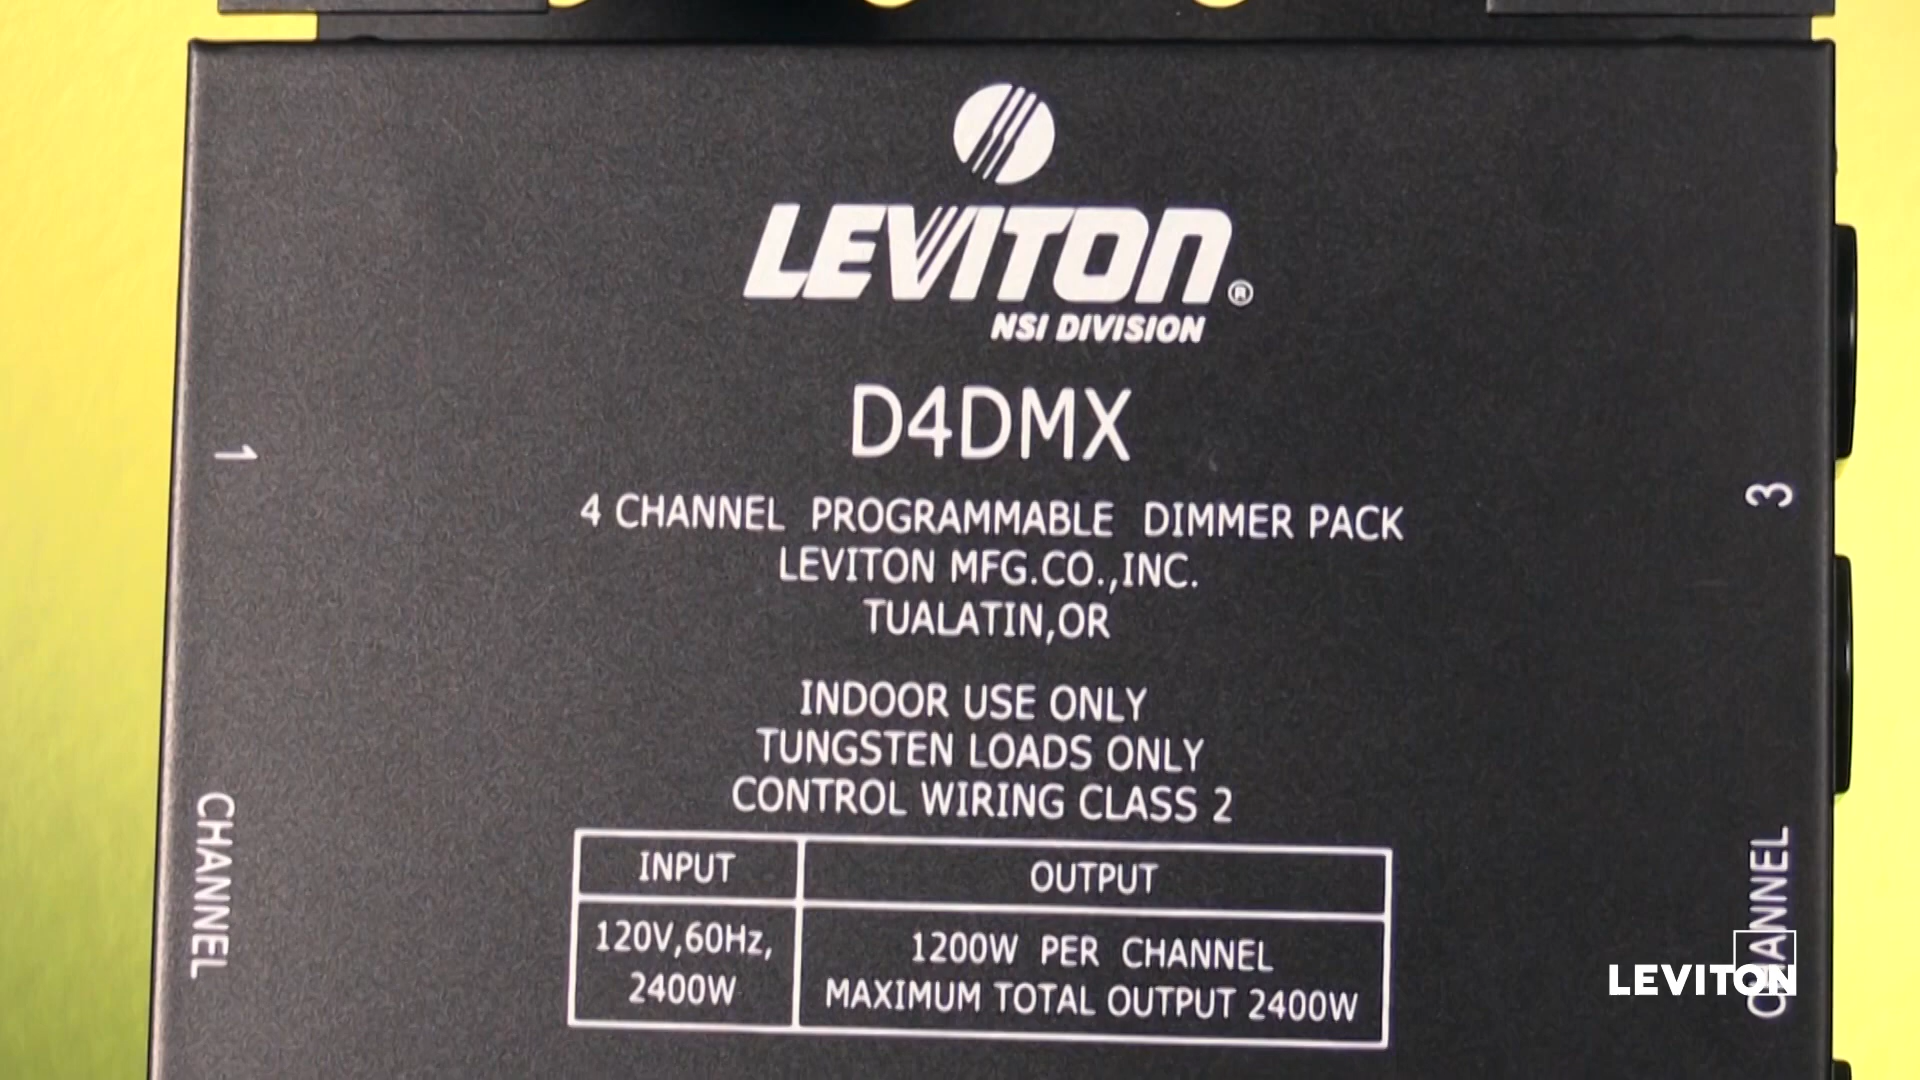 LEVITON®
NSI DIVISION
D4DMX
4 CHANNEL PROGRAMMABLE DIMMER PACK
LEVITON MFG.CO.,INC.
TUALATIN,OR
INDOOR USE ONLY
TUNGSTEN LOADS ONLY
CONTROL WIRING CLASS 2
INPUT
OUTPUT
120V,60Hz,
2400W
1200W PER CHANNEL
MAXIMUM TOTAL OUTPUT 2400W
CHANNEL 1
CHANNEL 3
LEVITON